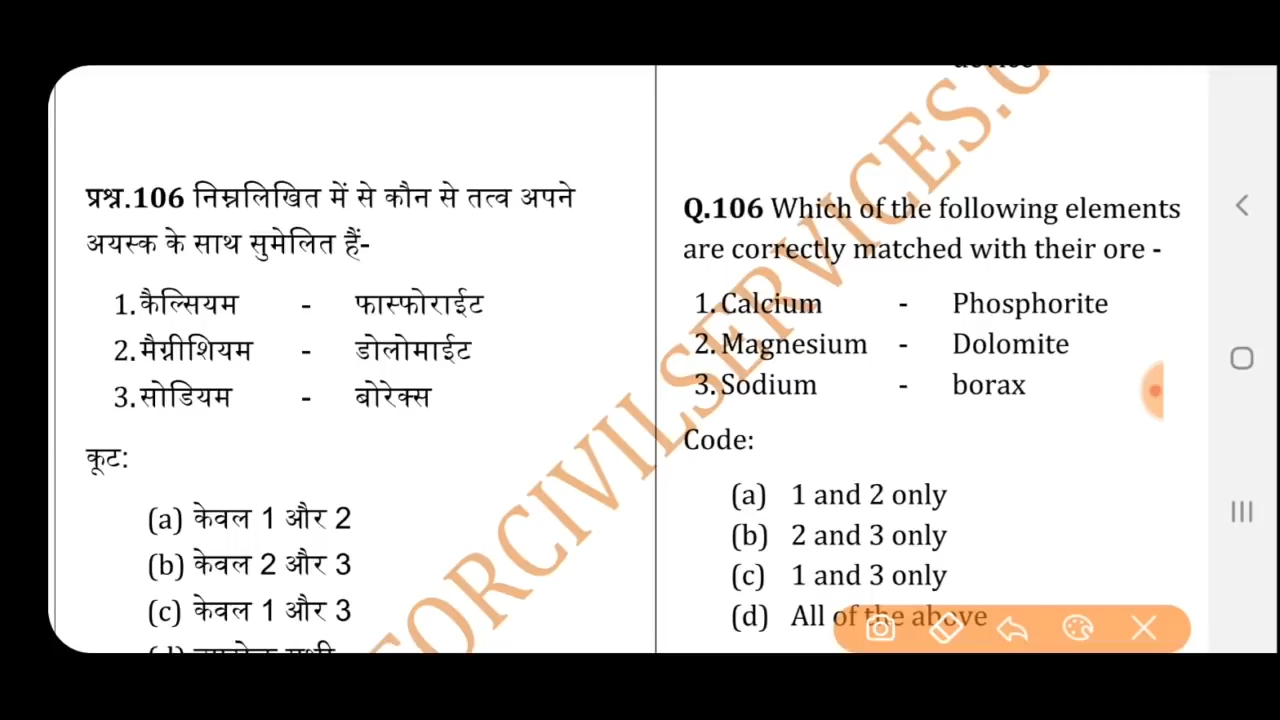 प्रश्न.106 निम्नलिखित में से कौन से तत्व अपने
अयस्क के साथ सुमेलित हैं-
1. कैल्सियम - फास्फोराईट
2. मैग्नीशियम - डोलोमाईट
3. सोडियम - बोरेक्स
कूट:
(a) केवल 1 और 2
(b) केवल 2 और 3
(c) केवल 1 और 3
Q.106 Which of the following elements
are correctly matched with their ore -
1. Calcium - Phosphorite
2. Magnesium - Dolomite
3. Sodium - borax
Code:
(a) 1 and 2 only
(b) 2 and 3 only
(c) 1 and 3 only
(d) All of the above
FORCIVILSERVICES.